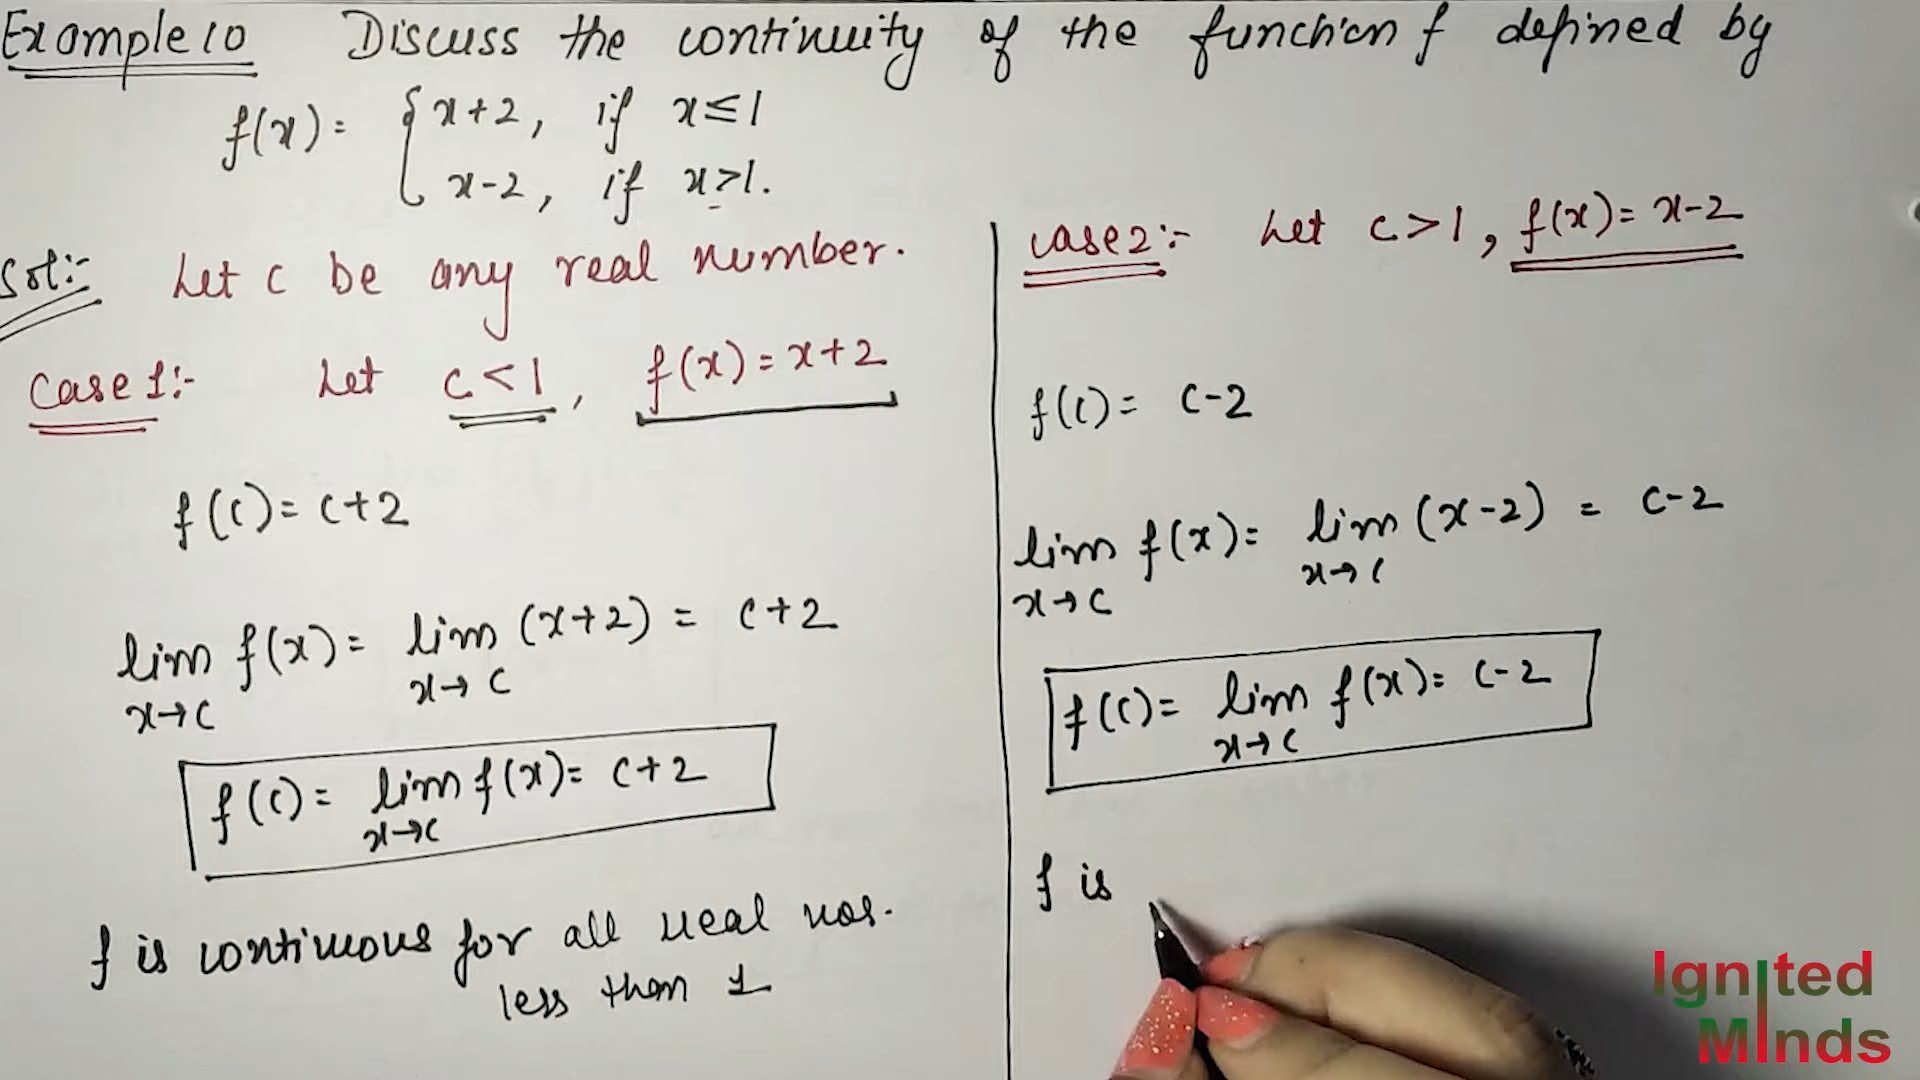 Example 10 Discuss the continuity of the function f defined by
f(x) = { x+2, if x≤1
x-2, if x>1.
Sol:- Let c be any real number.
Case 1:- Let c<1, f(x) = x+2
f(c) = c+2
lim f(x) = lim (x+2) = c+2
x→c x→c
f(c) = lim f(x) = c+2
x→c
f is continuous for all real nos.
less than 1
Case 2:- Let c>1, f(x) = x-2
f(c) = c-2
lim f(x) = lim (x-2) = c-2
x→c x→c
f(c) = lim f(x) = c-2
x→c
f is
Ignited
Minds